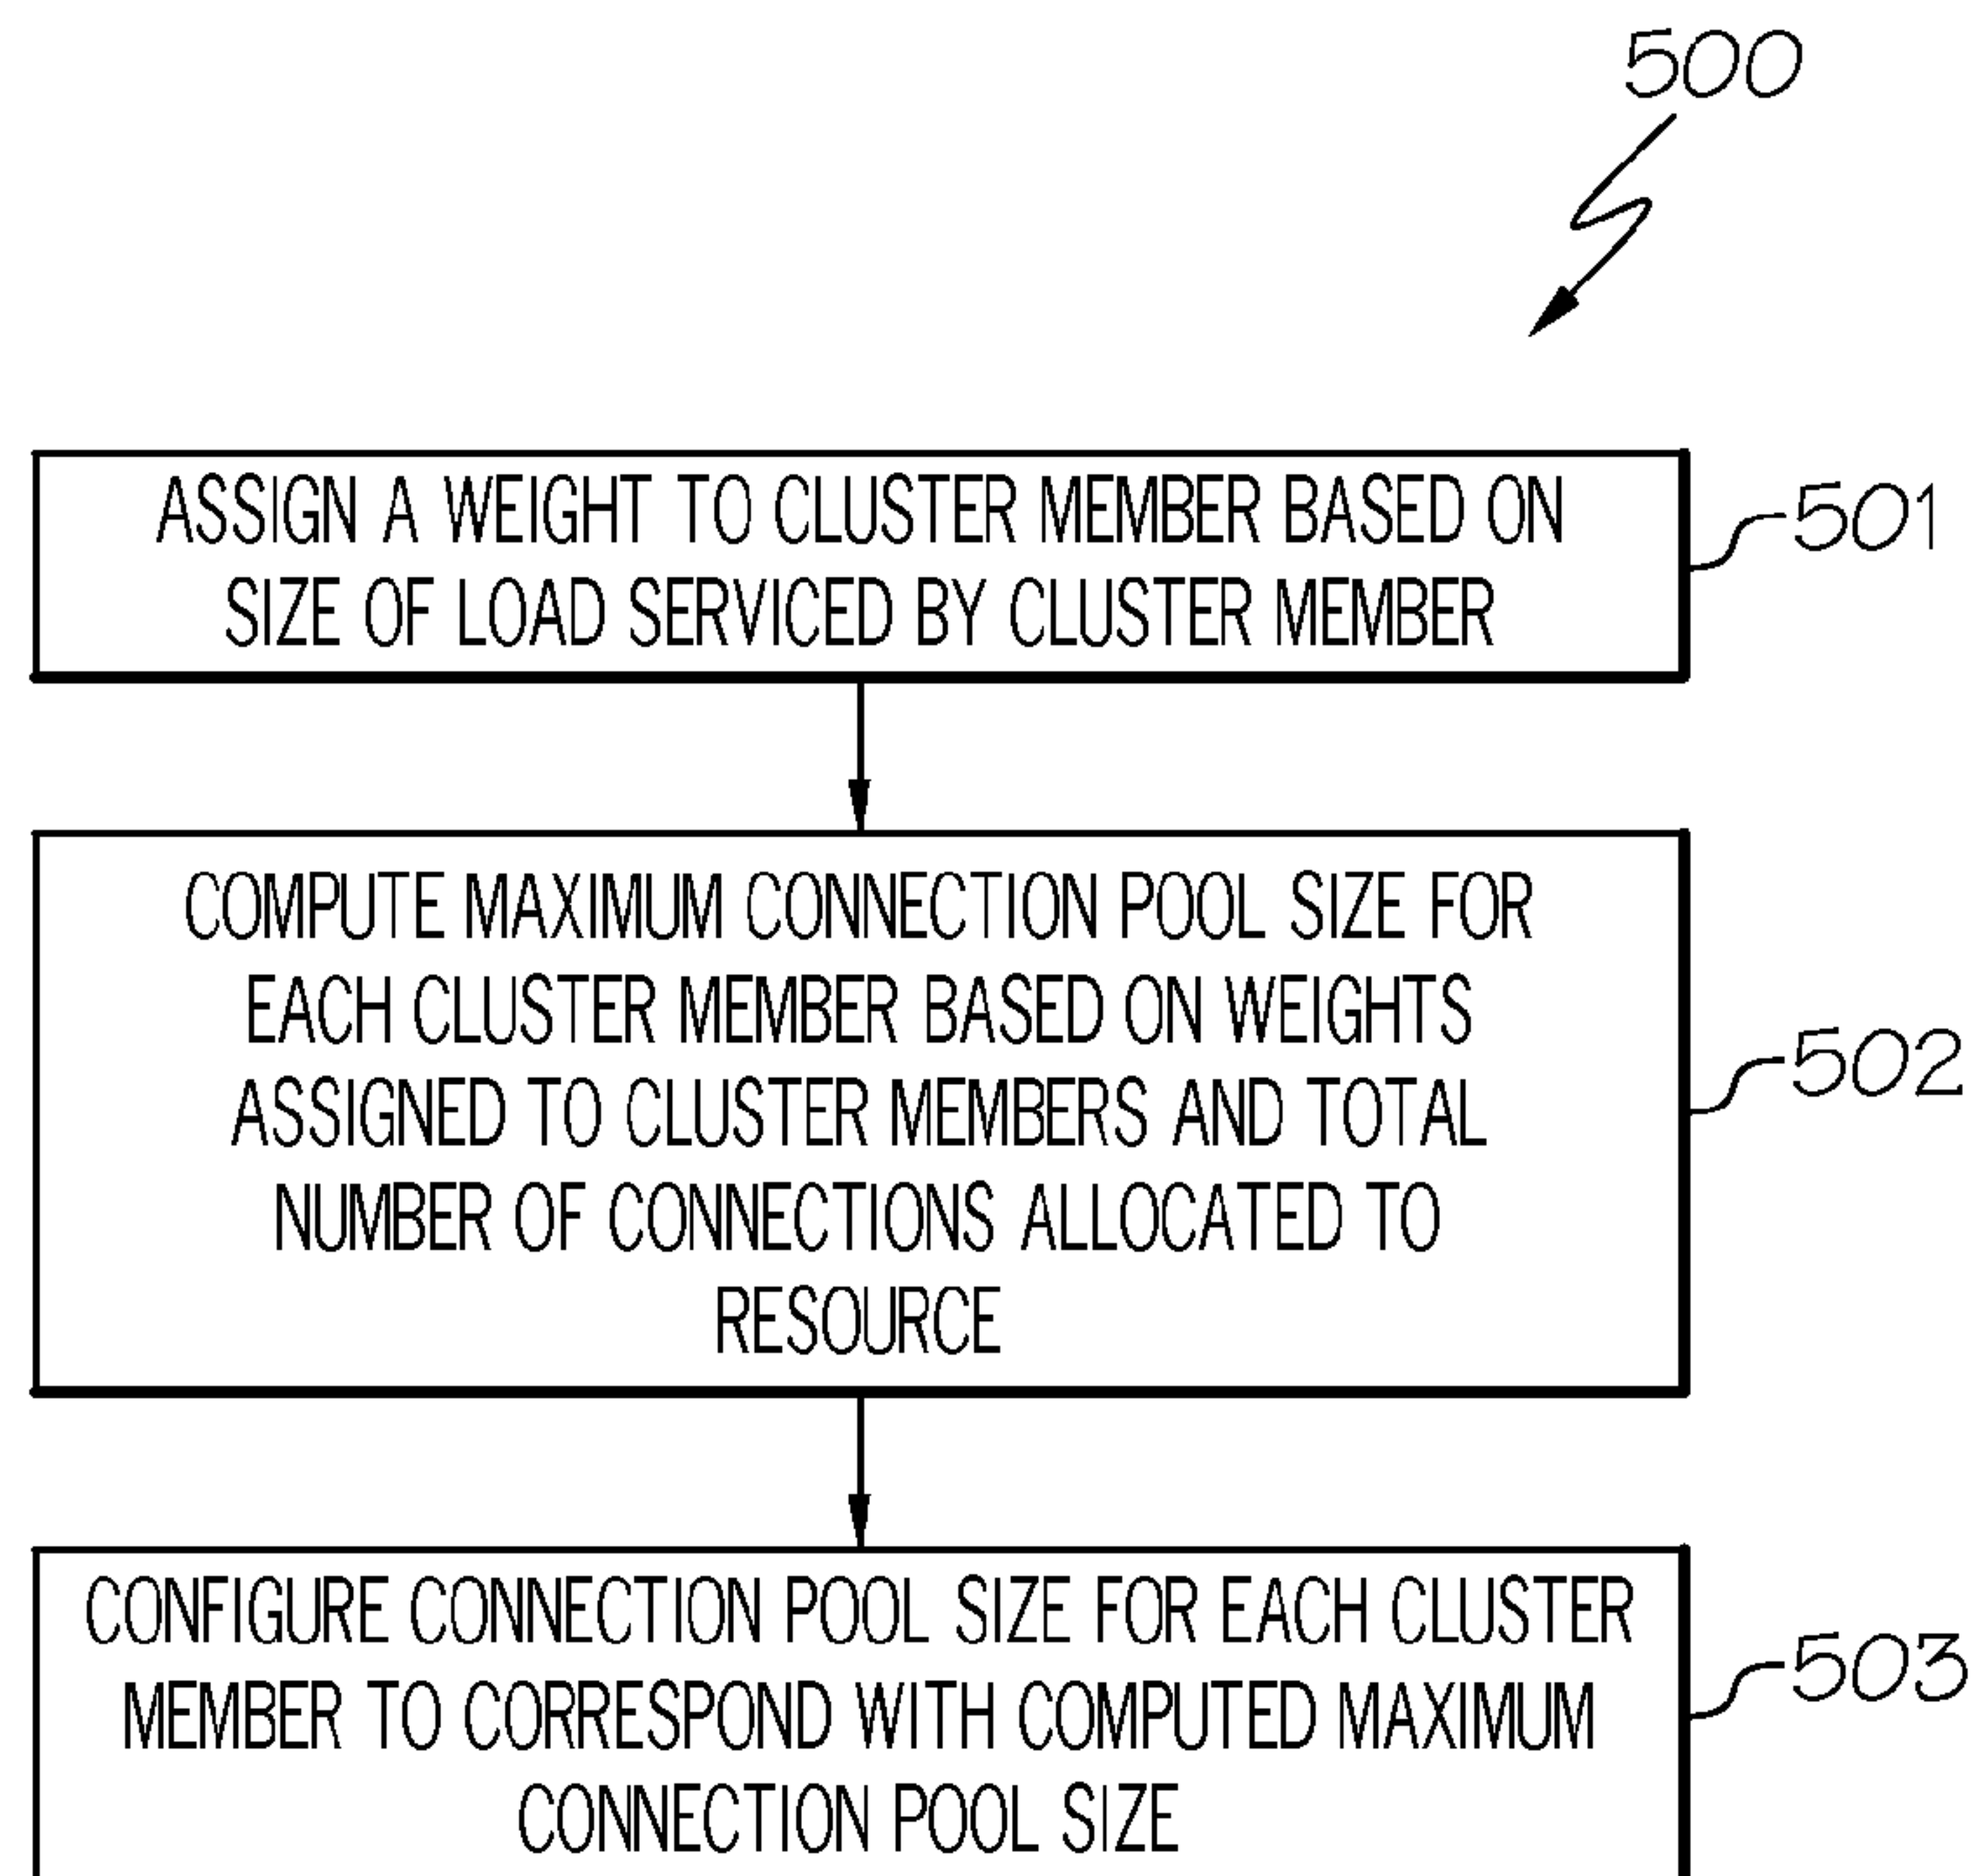 500
ASSIGN A WEIGHT TO CLUSTER MEMBER BASED ON
SIZE OF LOAD SERVICED BY CLUSTER MEMBER
501
COMPUTE MAXIMUM CONNECTION POOL SIZE FOR
EACH CLUSTER MEMBER BASED ON WEIGHTS
ASSIGNED TO CLUSTER MEMBERS AND TOTAL
NUMBER OF CONNECTIONS ALLOCATED TO
RESOURCE
502
CONFIGURE CONNECTION POOL SIZE FOR EACH CLUSTER
MEMBER TO CORRESPOND WITH COMPUTED MAXIMUM
CONNECTION POOL SIZE
503